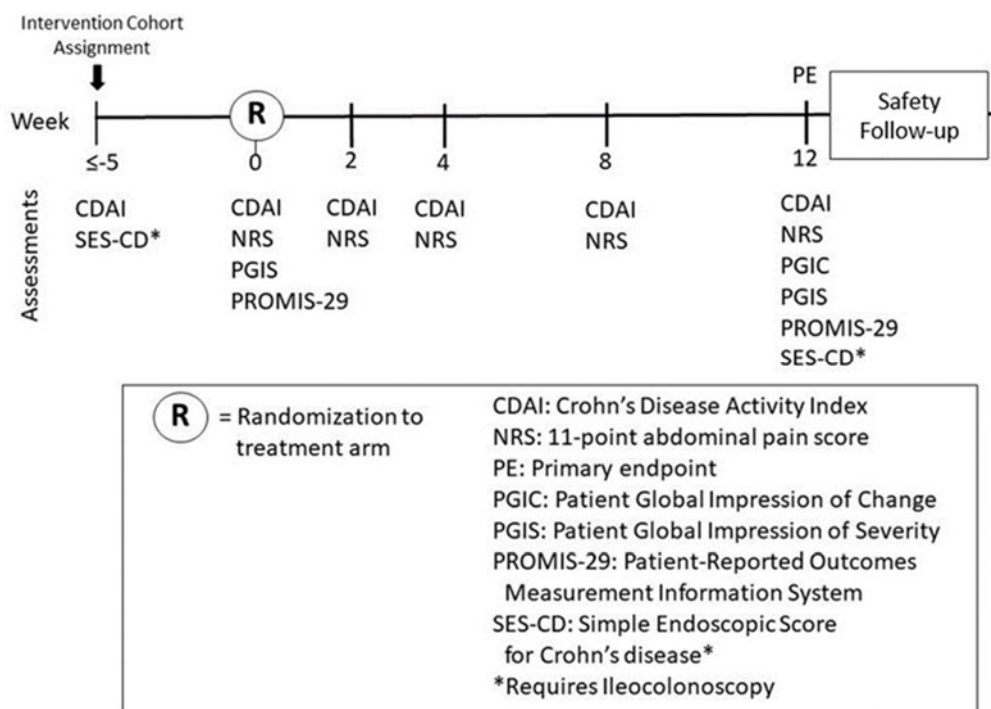 Intervention Cohort
Assignment
PE
Week
R
Safety
Follow-up
≤-5
0
2
4
8
12
Assessments
CDAI
SES-CD*
CDAI
NRS
PGIS
PROMIS-29
CDAI
NRS
CDAI
NRS
CDAI
NRS
CDAI
NRS
PGIC
PGIS
PROMIS-29
SES-CD*
R = Randomization to
treatment arm
CDAI: Crohn's Disease Activity Index
NRS: 11-point abdominal pain score
PE: Primary endpoint
PGIC: Patient Global Impression of Change
PGIS: Patient Global Impression of Severity
PROMIS-29: Patient-Reported Outcomes
Measurement Information System
SES-CD: Simple Endoscopic Score
for Crohn's disease*
*Requires Ileocolonoscopy